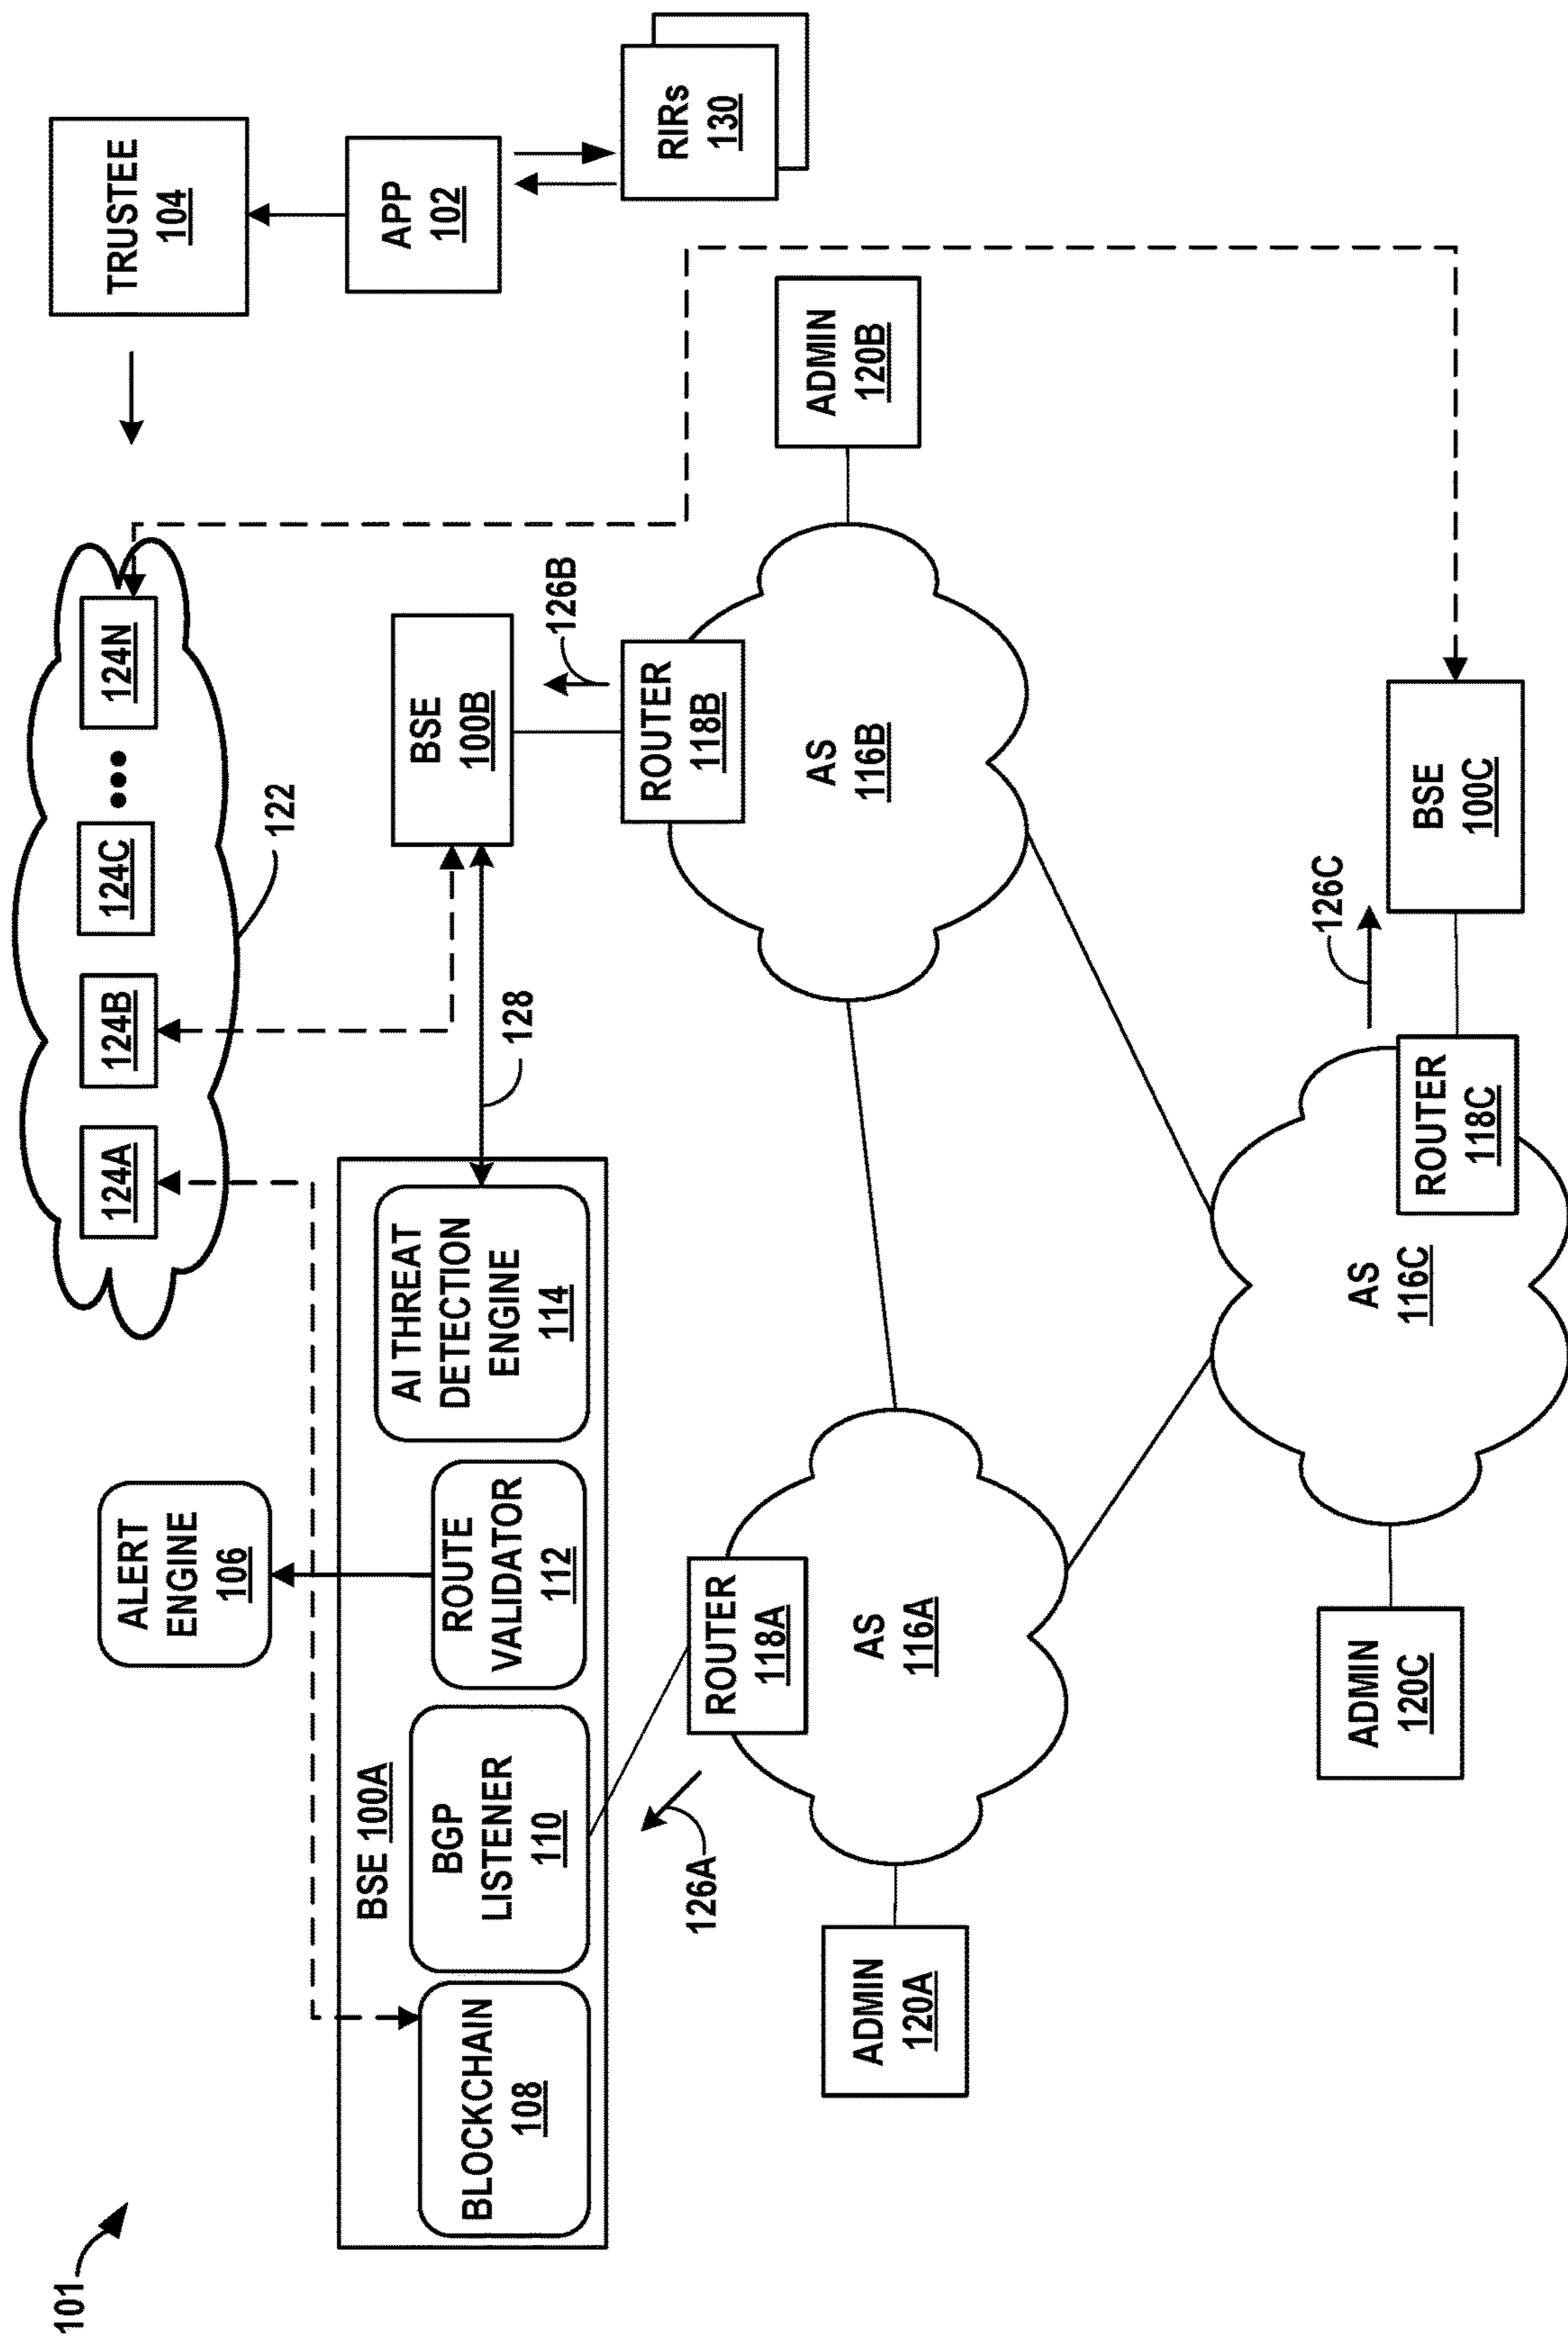 101
124A
124B
124C
124N
122
TRUSTEE
104
APP
102
RIRs
130
ALERT
ENGINE
106
BSE 100A
BLOCKCHAIN
108
BGP
LISTENER
110
ROUTE
VALIDATOR
112
AI THREAT
DETECTION
ENGINE
114
128
BSE
100B
126B
ROUTER
118B
AS
116B
ADMIN
120B
126A
ROUTER
118A
AS
116A
ADMIN
120A
ADMIN
120C
AS
116C
ROUTER
118C
126C
BSE
100C